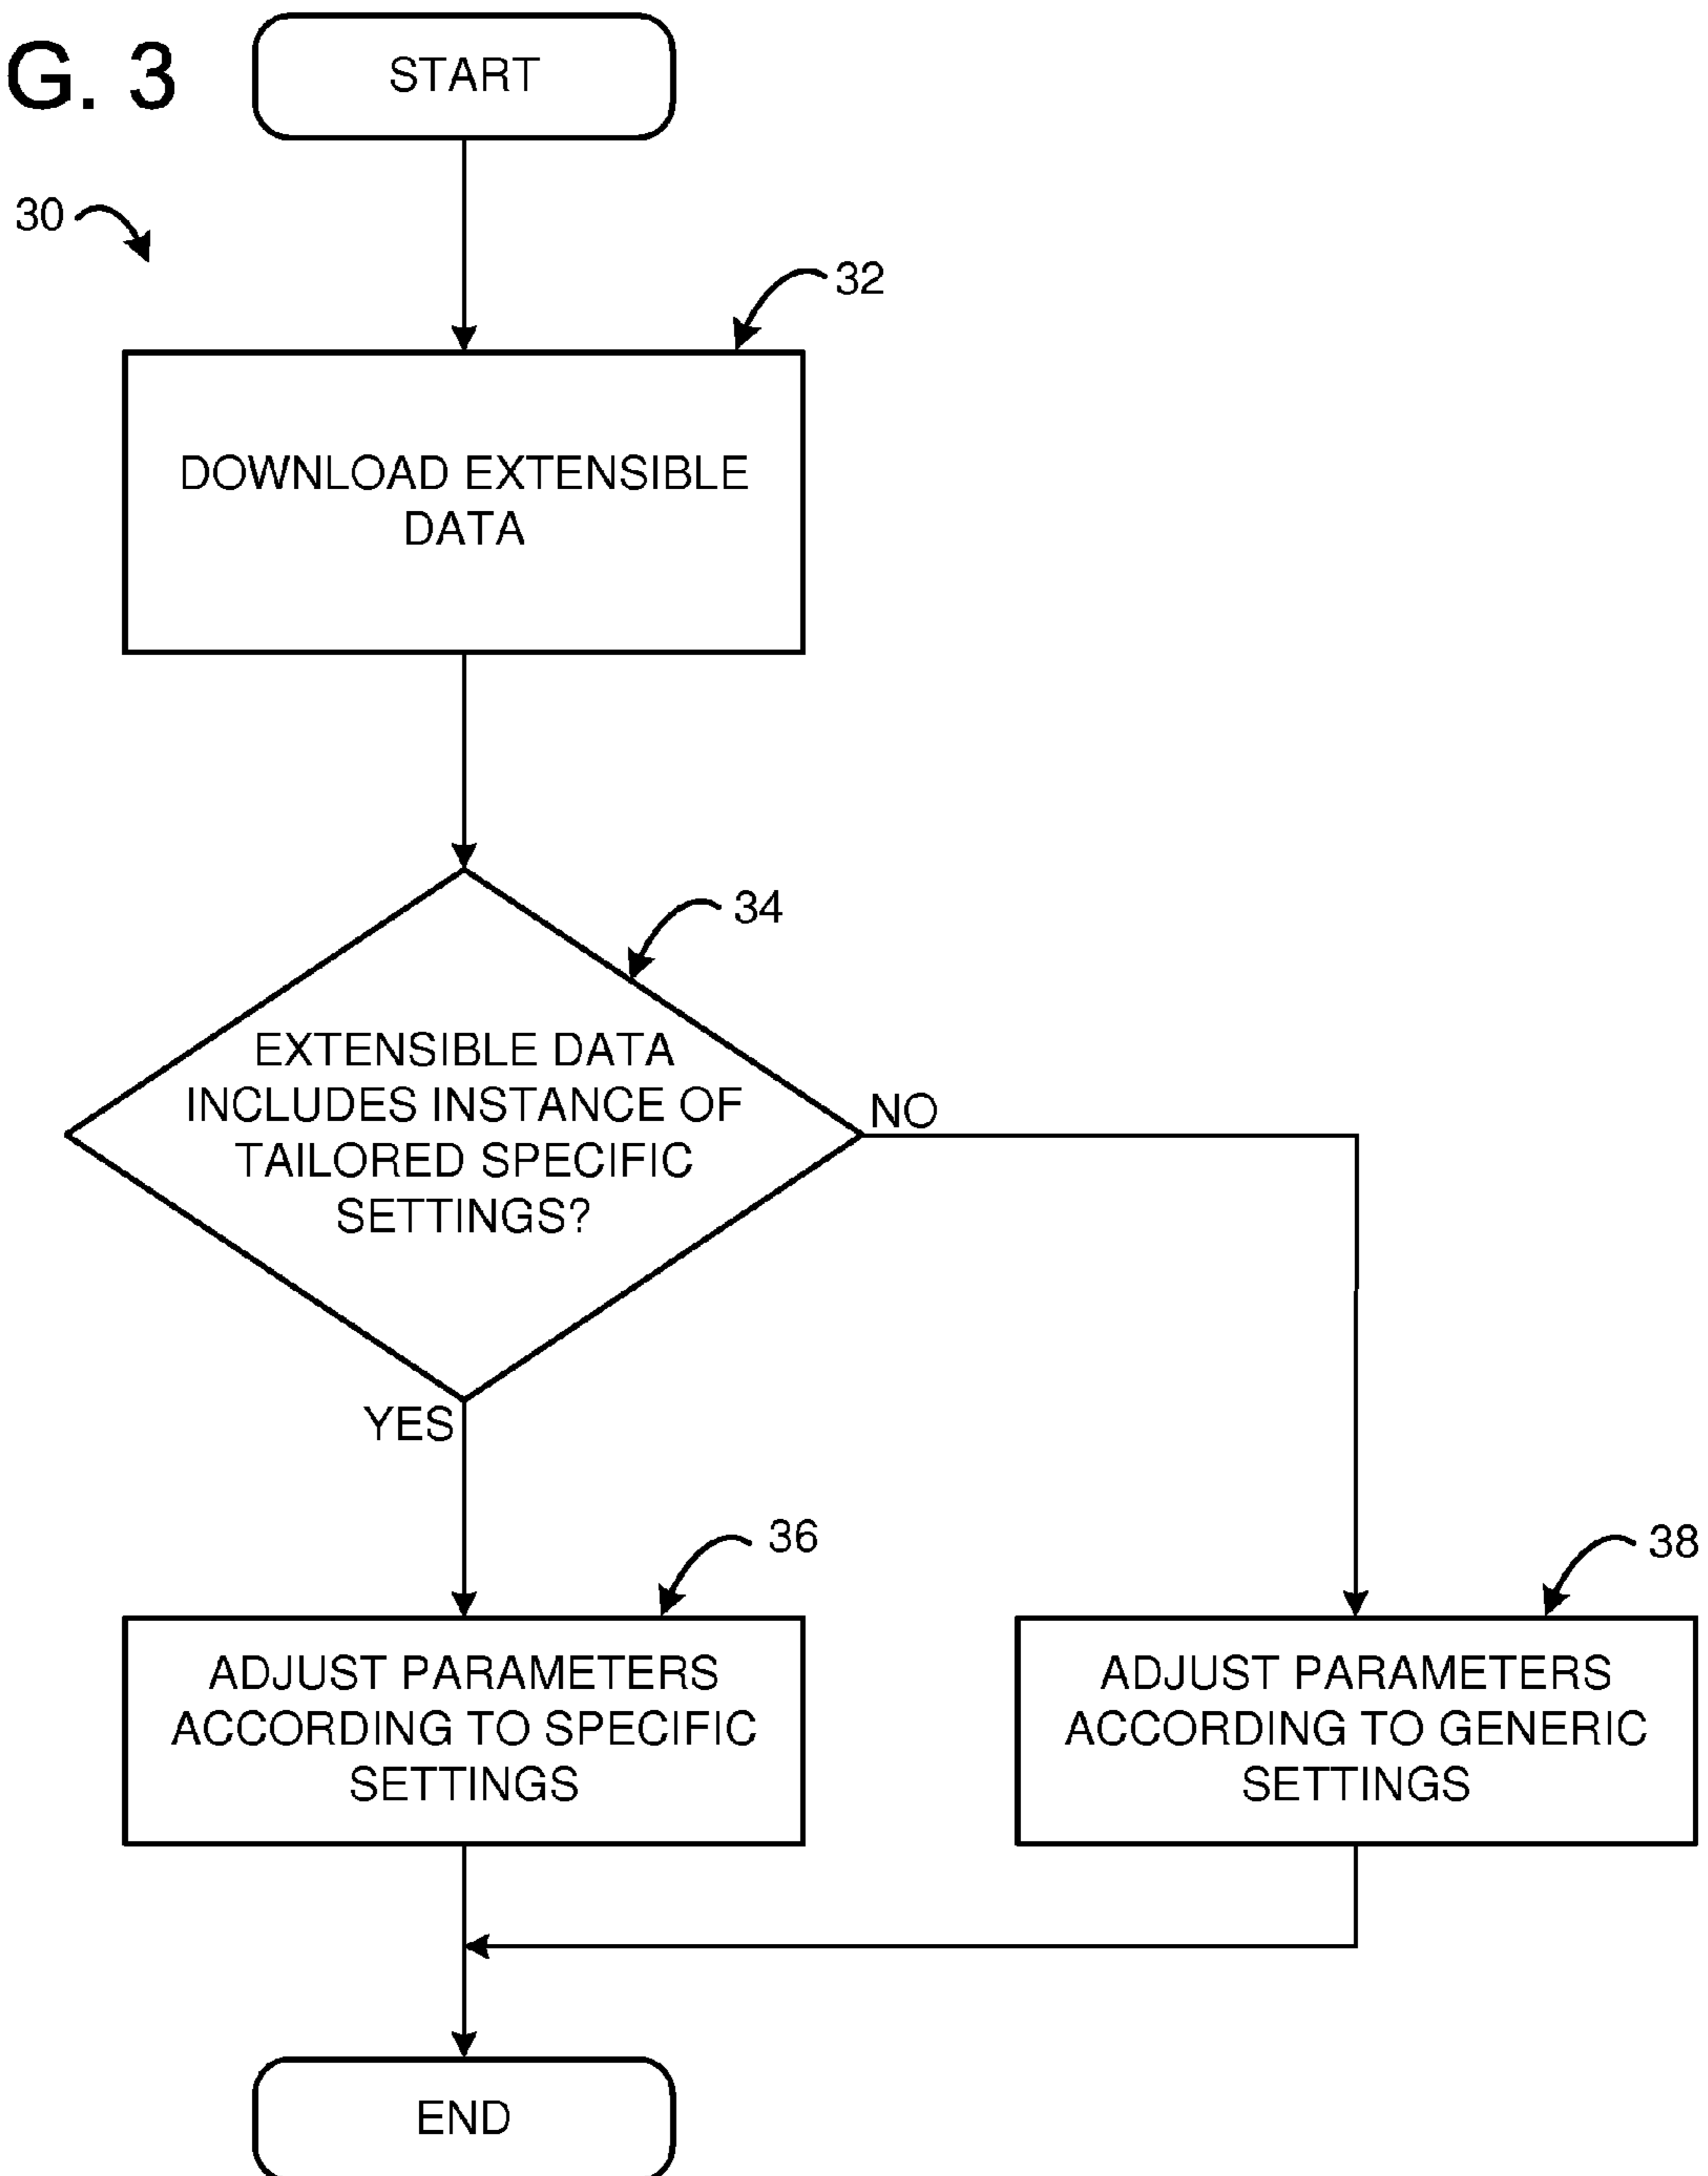 G. 3
START
30
32
DOWNLOAD EXTENSIBLE
DATA
34
EXTENSIBLE DATA
INCLUDES INSTANCE OF
TAILORED SPECIFIC
SETTINGS?
NO
YES
36
38
ADJUST PARAMETERS
ACCORDING TO SPECIFIC
SETTINGS
ADJUST PARAMETERS
ACCORDING TO GENERIC
SETTINGS
END